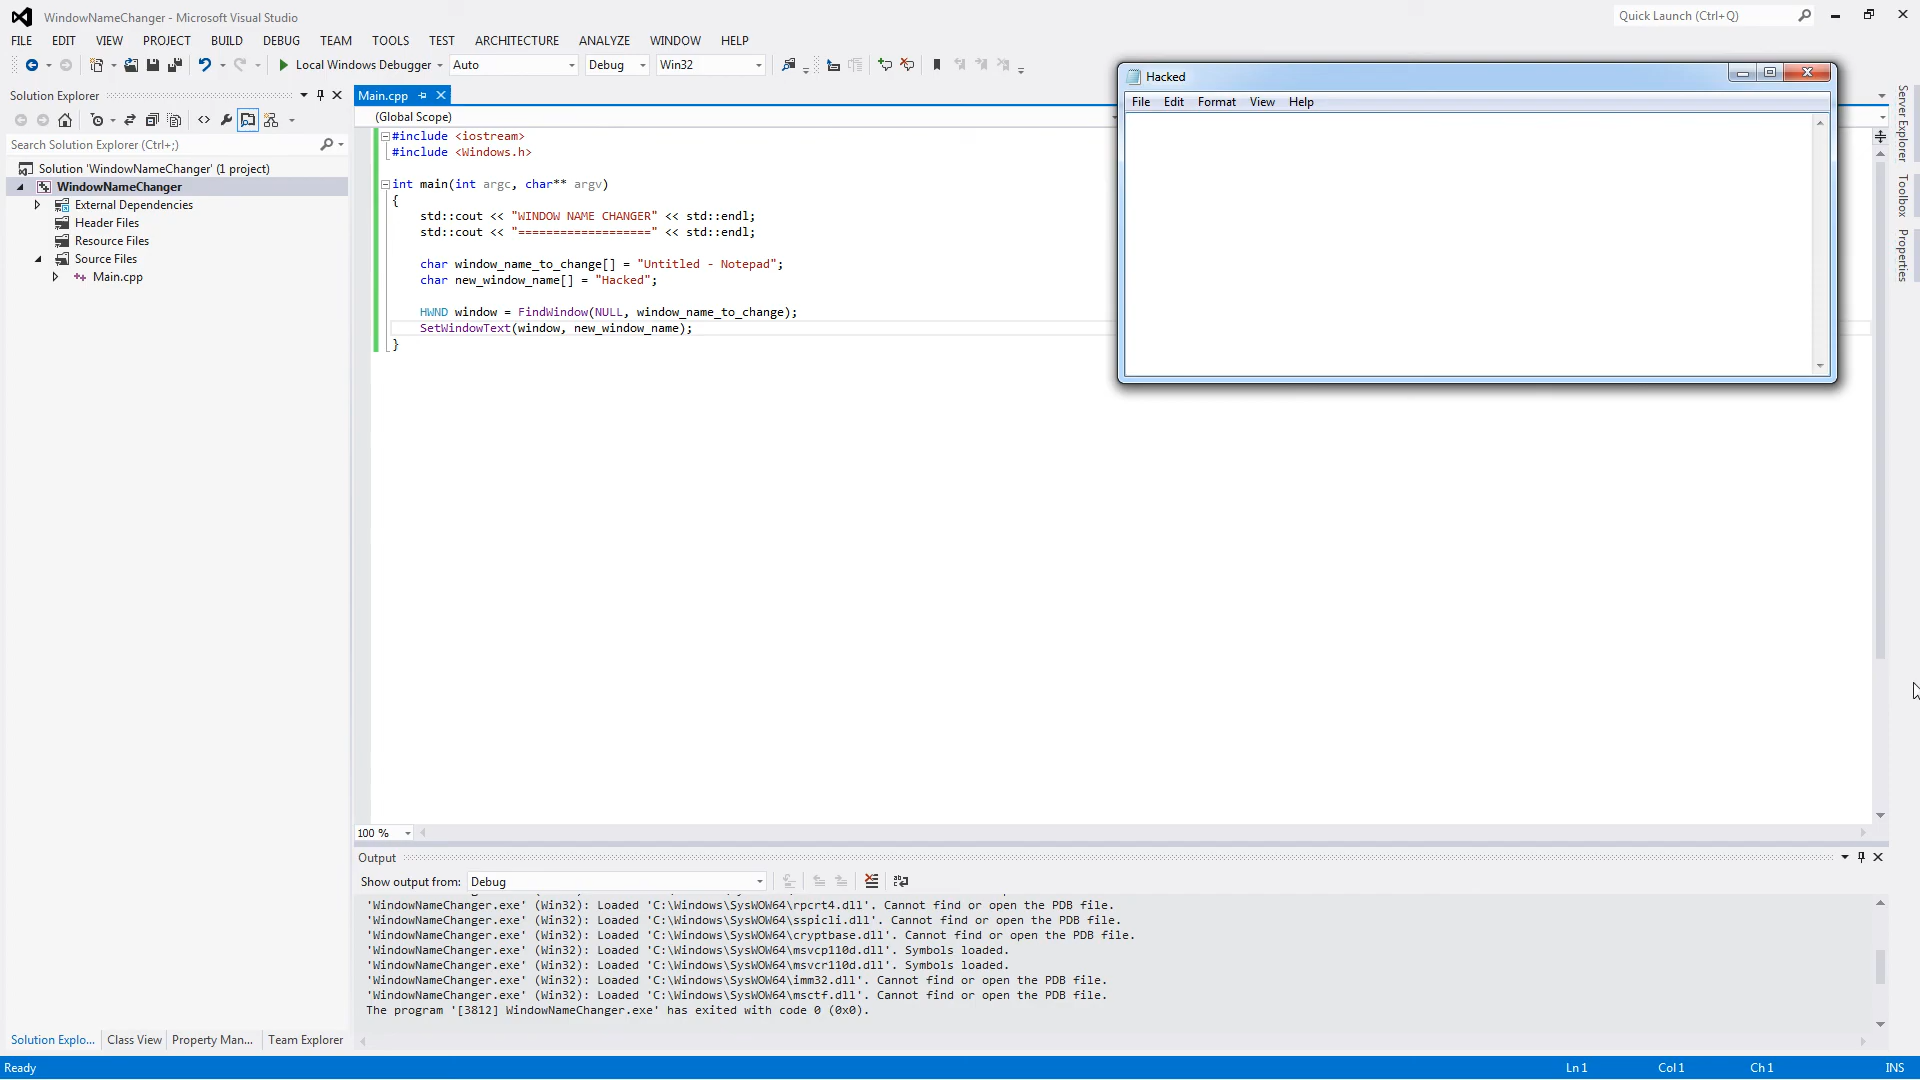 WindowNameChanger - Microsoft Visual Studio
Quick Launch (Ctrl+Q)
FILE EDIT VIEW PROJECT BUILD DEBUG TEAM TOOLS TEST ARCHITECTURE ANALYZE WINDOW HELP
Local Windows Debugger Auto Debug Win32
Solution Explorer
Search Solution Explorer (Ctrl+;)
Solution 'WindowNameChanger' (1 project)
WindowNameChanger
External Dependencies
Header Files
Resource Files
Source Files
Main.cpp
Main.cpp
(Global Scope)
#include <iostream>
#include <Windows.h>
int main(int argc, char** argv)
{
std::cout << "WINDOW NAME CHANGER" << std::endl;
std::cout << "===================" << std::endl;
char window_name_to_change[] = "Untitled - Notepad";
char new_window_name[] = "Hacked";
HWND window = FindWindow(NULL, window_name_to_change);
SetWindowText(window, new_window_name);
}
Hacked
File Edit Format View Help
Server Explorer
Toolbox
Properties
100 %
Output
Show output from: Debug
'WindowNameChanger.exe' (Win32): Loaded 'C:\Windows\SysWOW64\rpcrt4.dll'. Cannot find or open the PDB file.
'WindowNameChanger.exe' (Win32): Loaded 'C:\Windows\SysWOW64\sspicli.dll'. Cannot find or open the PDB file.
'WindowNameChanger.exe' (Win32): Loaded 'C:\Windows\SysWOW64\cryptbase.dll'. Cannot find or open the PDB file.
'WindowNameChanger.exe' (Win32): Loaded 'C:\Windows\SysWOW64\msvcp110d.dll'. Symbols loaded.
'WindowNameChanger.exe' (Win32): Loaded 'C:\Windows\SysWOW64\msvcr110d.dll'. Symbols loaded.
'WindowNameChanger.exe' (Win32): Loaded 'C:\Windows\SysWOW64\imm32.dll'. Cannot find or open the PDB file.
'WindowNameChanger.exe' (Win32): Loaded 'C:\Windows\SysWOW64\msctf.dll'. Cannot find or open the PDB file.
The program '[3812] WindowNameChanger.exe' has exited with code 0 (0x0).
Solution Explo... Class View Property Man... Team Explorer
Ready Ln 1 Col 1 Ch 1 INS